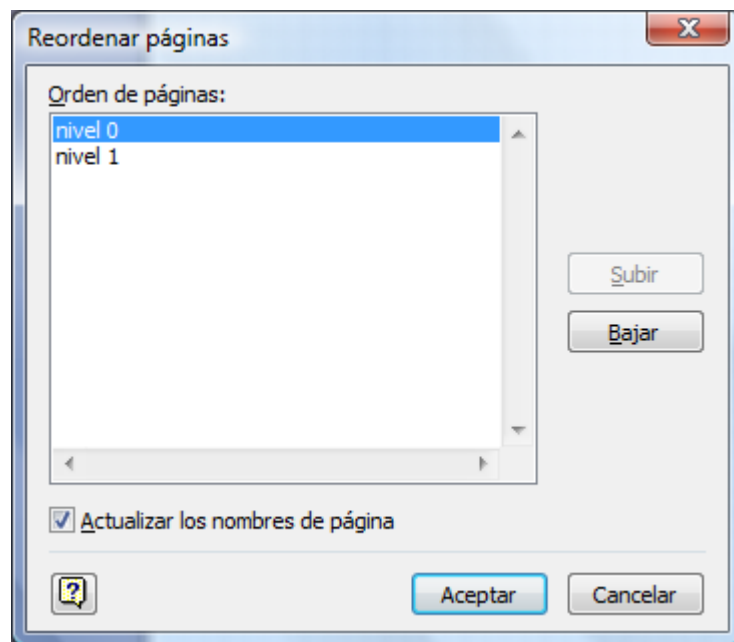 Reordenar páginas
Orden de páginas:
nivel 0
nivel 1
Subir
Bajar
Actualizar los nombres de página
Aceptar
Cancelar